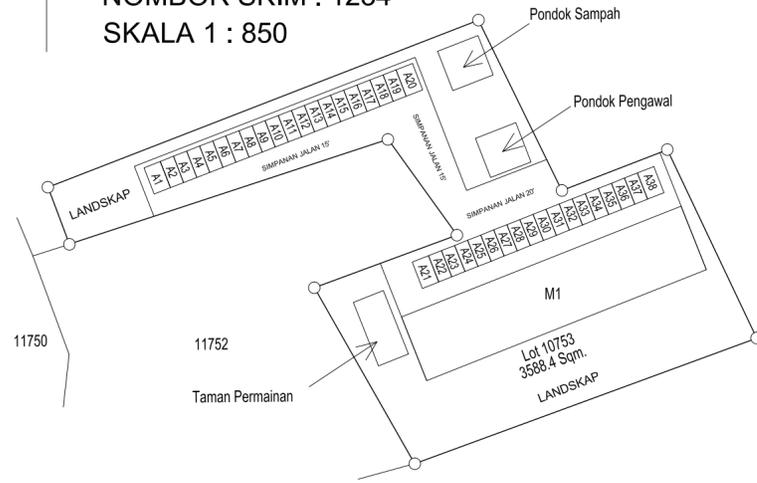 SKALA 1 : 850
Pondok Sampah
Pondok Pengawal
A1 A2 A3 A4 A5 A6 A7 A8 A9 A10 A11 A12 A13 A14 A15 A16 A17 A18 A19 A20
SIMPANAN JALAN 15'
SIMPANAN JALAN 15'
SIMPANAN JALAN 20'
LANDSKAP
A21 A22 A23 A24 A25 A26 A27 A28 A29 A30 A31 A32 A33 A34 A35 A36 A37 A38
M1
11750
11752
Lot 10753
3588.4 Sqm.
LANDSKAP
Taman Permainan